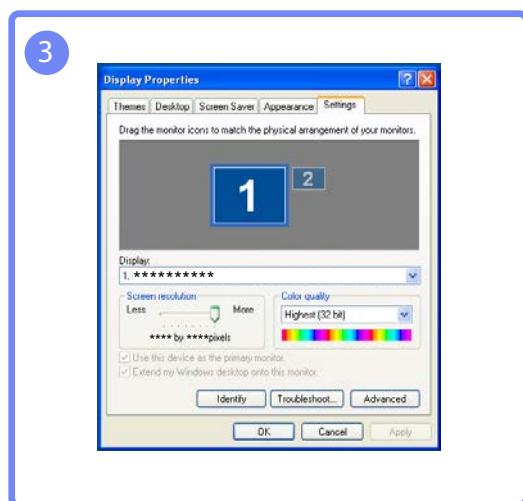 3
Display Properties
Themes Desktop Screen Saver Appearance Settings
Drag the monitor icons to match the physical arrangement of your monitors.
1 2
Display:
1. **********
Screen resolution Color quality
Less More Highest (32 bit)
**** by ****pixels
Use this device as the primary monitor.
Extend my Windows desktop onto this monitor.
Identify Troubleshoot... Advanced
OK Cancel Apply